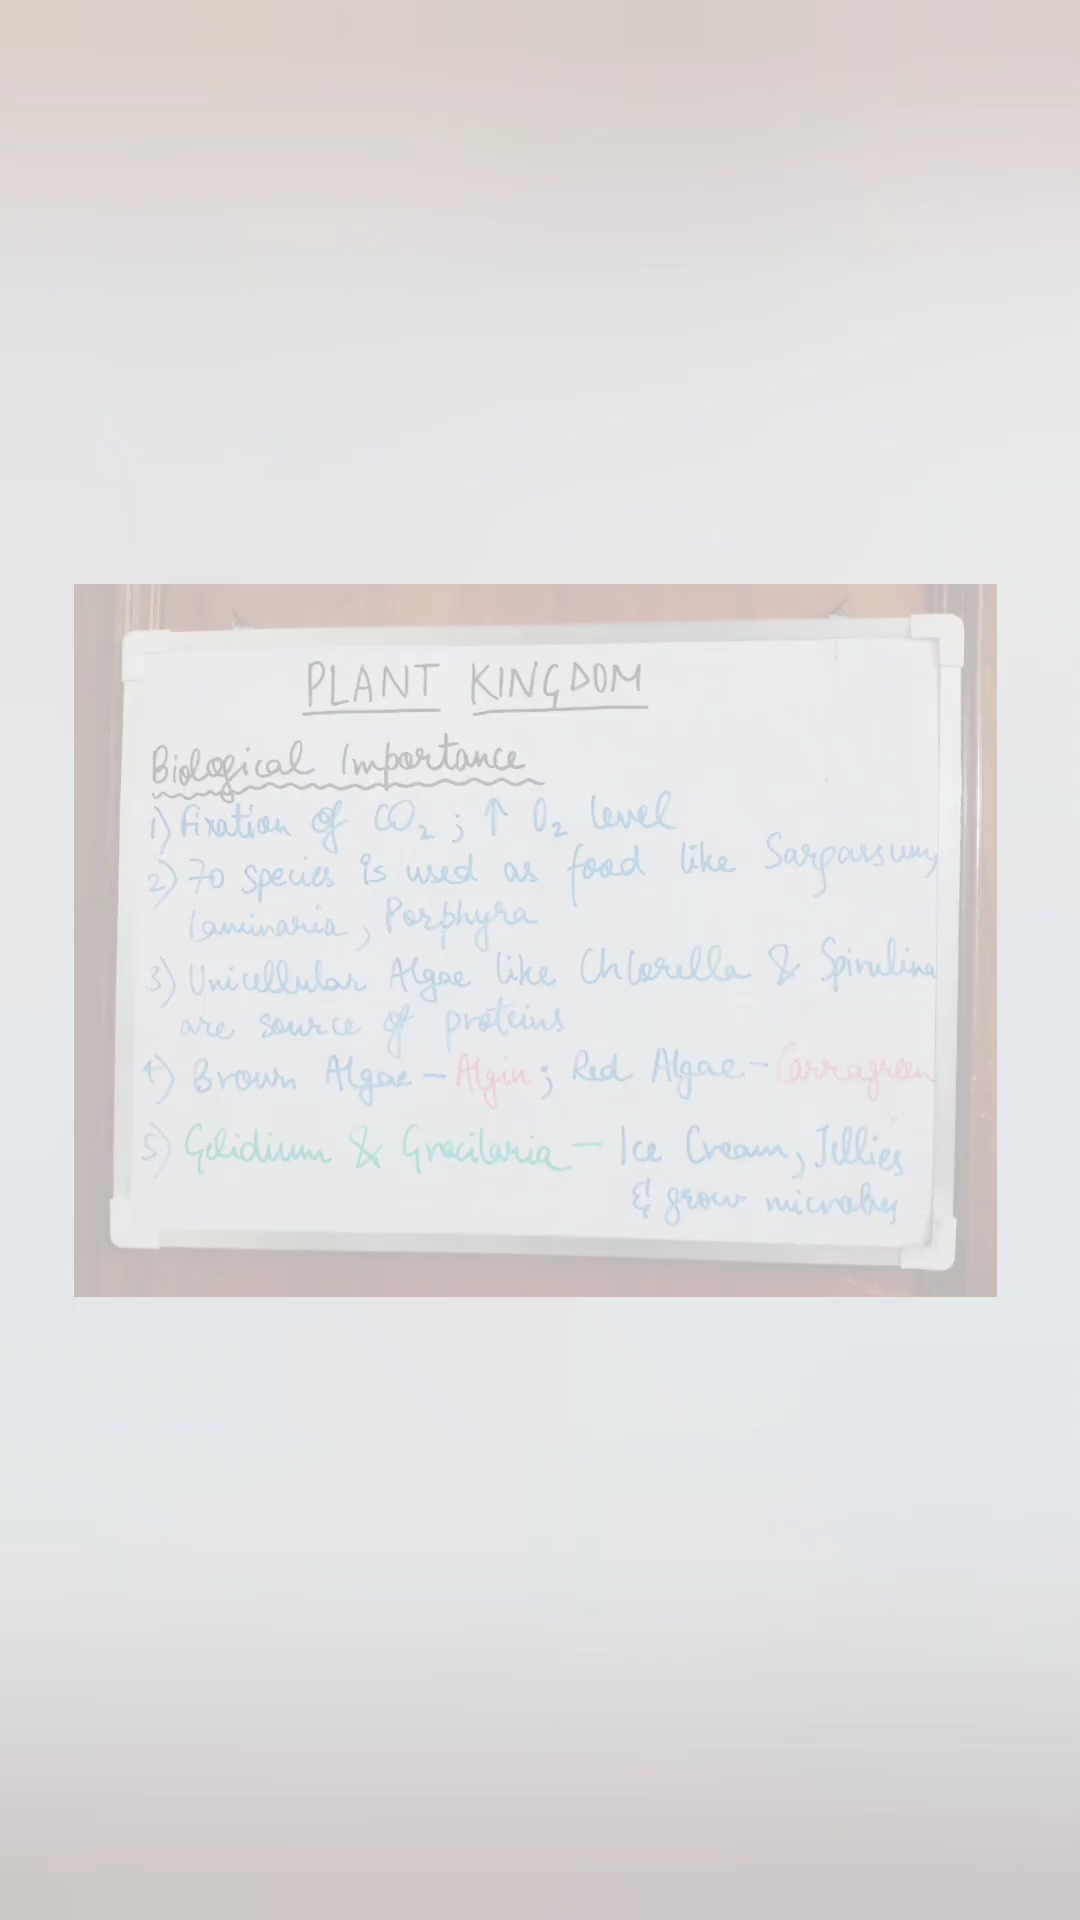 PLANT KINGDOM
Biological Importance
1) Fixation of CO₂ ; ↑ O₂ level
2) 70 species is used as food like Sargassum,
Laminaria, Porphyra
3) Unicellular Algae like Chlorella & Spirulina
are source of proteins
4) Brown Algae – Algin ; Red Algae – Carrageen
5) Gelidium & Gracilaria – Ice Cream, Jellies
& grow microbes